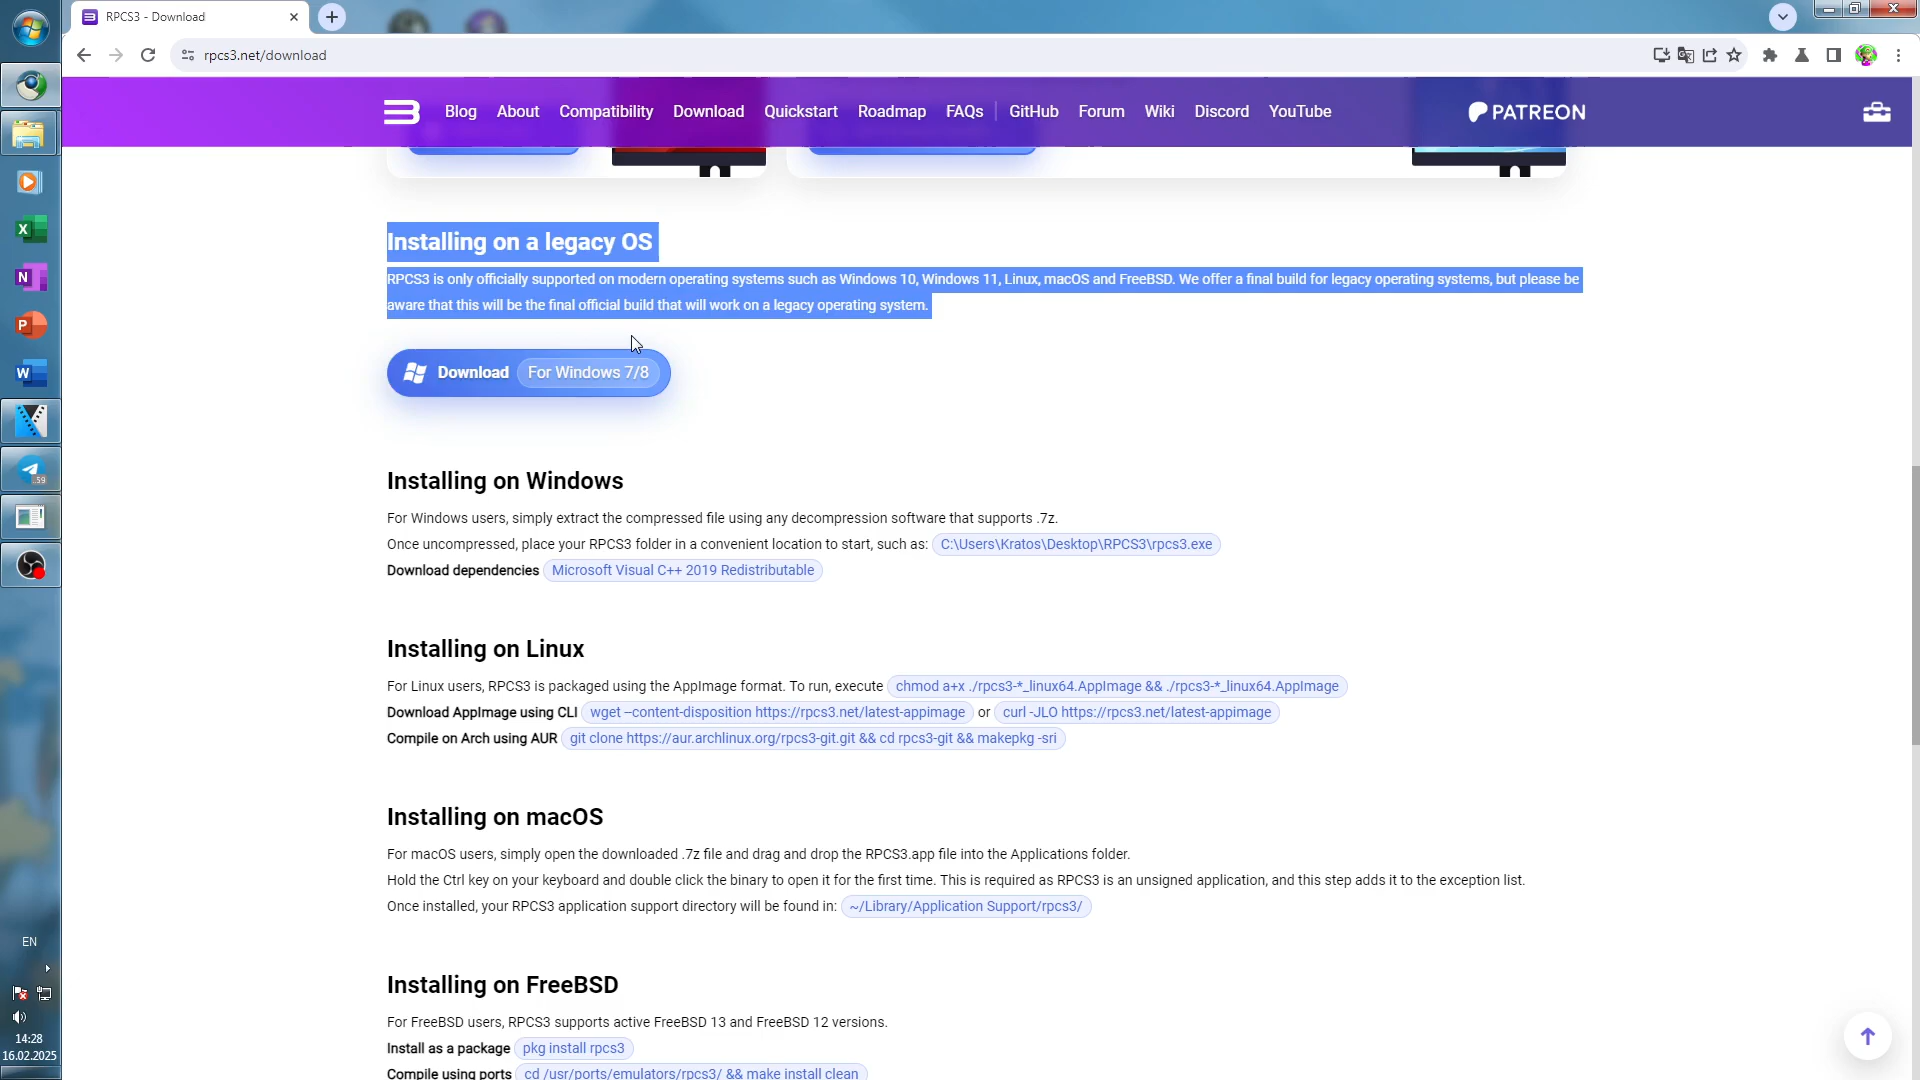 RPCS3 - Download
rpcs3.net/download
Blog About Compatibility Download Quickstart Roadmap FAQs GitHub Forum Wiki Discord YouTube PATREON
Installing on a legacy OS
RPCS3 is only officially supported on modern operating systems such as Windows 10, Windows 11, Linux, macOS and FreeBSD. We offer a final build for legacy operating systems, but please be
aware that this will be the final official build that will work on a legacy operating system.
Download For Windows 7/8
Installing on Windows
For Windows users, simply extract the compressed file using any decompression software that supports .7z.
Once uncompressed, place your RPCS3 folder in a convenient location to start, such as: C:\Users\Kratos\Desktop\RPCS3\rpcs3.exe
Download dependencies Microsoft Visual C++ 2019 Redistributable
Installing on Linux
For Linux users, RPCS3 is packaged using the AppImage format. To run, execute chmod a+x ./rpcs3-*_linux64.AppImage && ./rpcs3-*_linux64.AppImage
Download AppImage using CLI wget –content-disposition https://rpcs3.net/latest-appimage or curl -JLO https://rpcs3.net/latest-appimage
Compile on Arch using AUR git clone https://aur.archlinux.org/rpcs3-git.git && cd rpcs3-git && makepkg -sri
Installing on macOS
For macOS users, simply open the downloaded .7z file and drag and drop the RPCS3.app file into the Applications folder.
Hold the Ctrl key on your keyboard and double click the binary to open it for the first time. This is required as RPCS3 is an unsigned application, and this step adds it to the exception list.
Once installed, your RPCS3 application support directory will be found in: ~/Library/Application Support/rpcs3/
Installing on FreeBSD
For FreeBSD users, RPCS3 supports active FreeBSD 13 and FreeBSD 12 versions.
Install as a package pkg install rpcs3
Compile using ports cd /usr/ports/emulators/rpcs3/ && make install clean
X
N
P
W
59
EN
14:28
16.02.2025